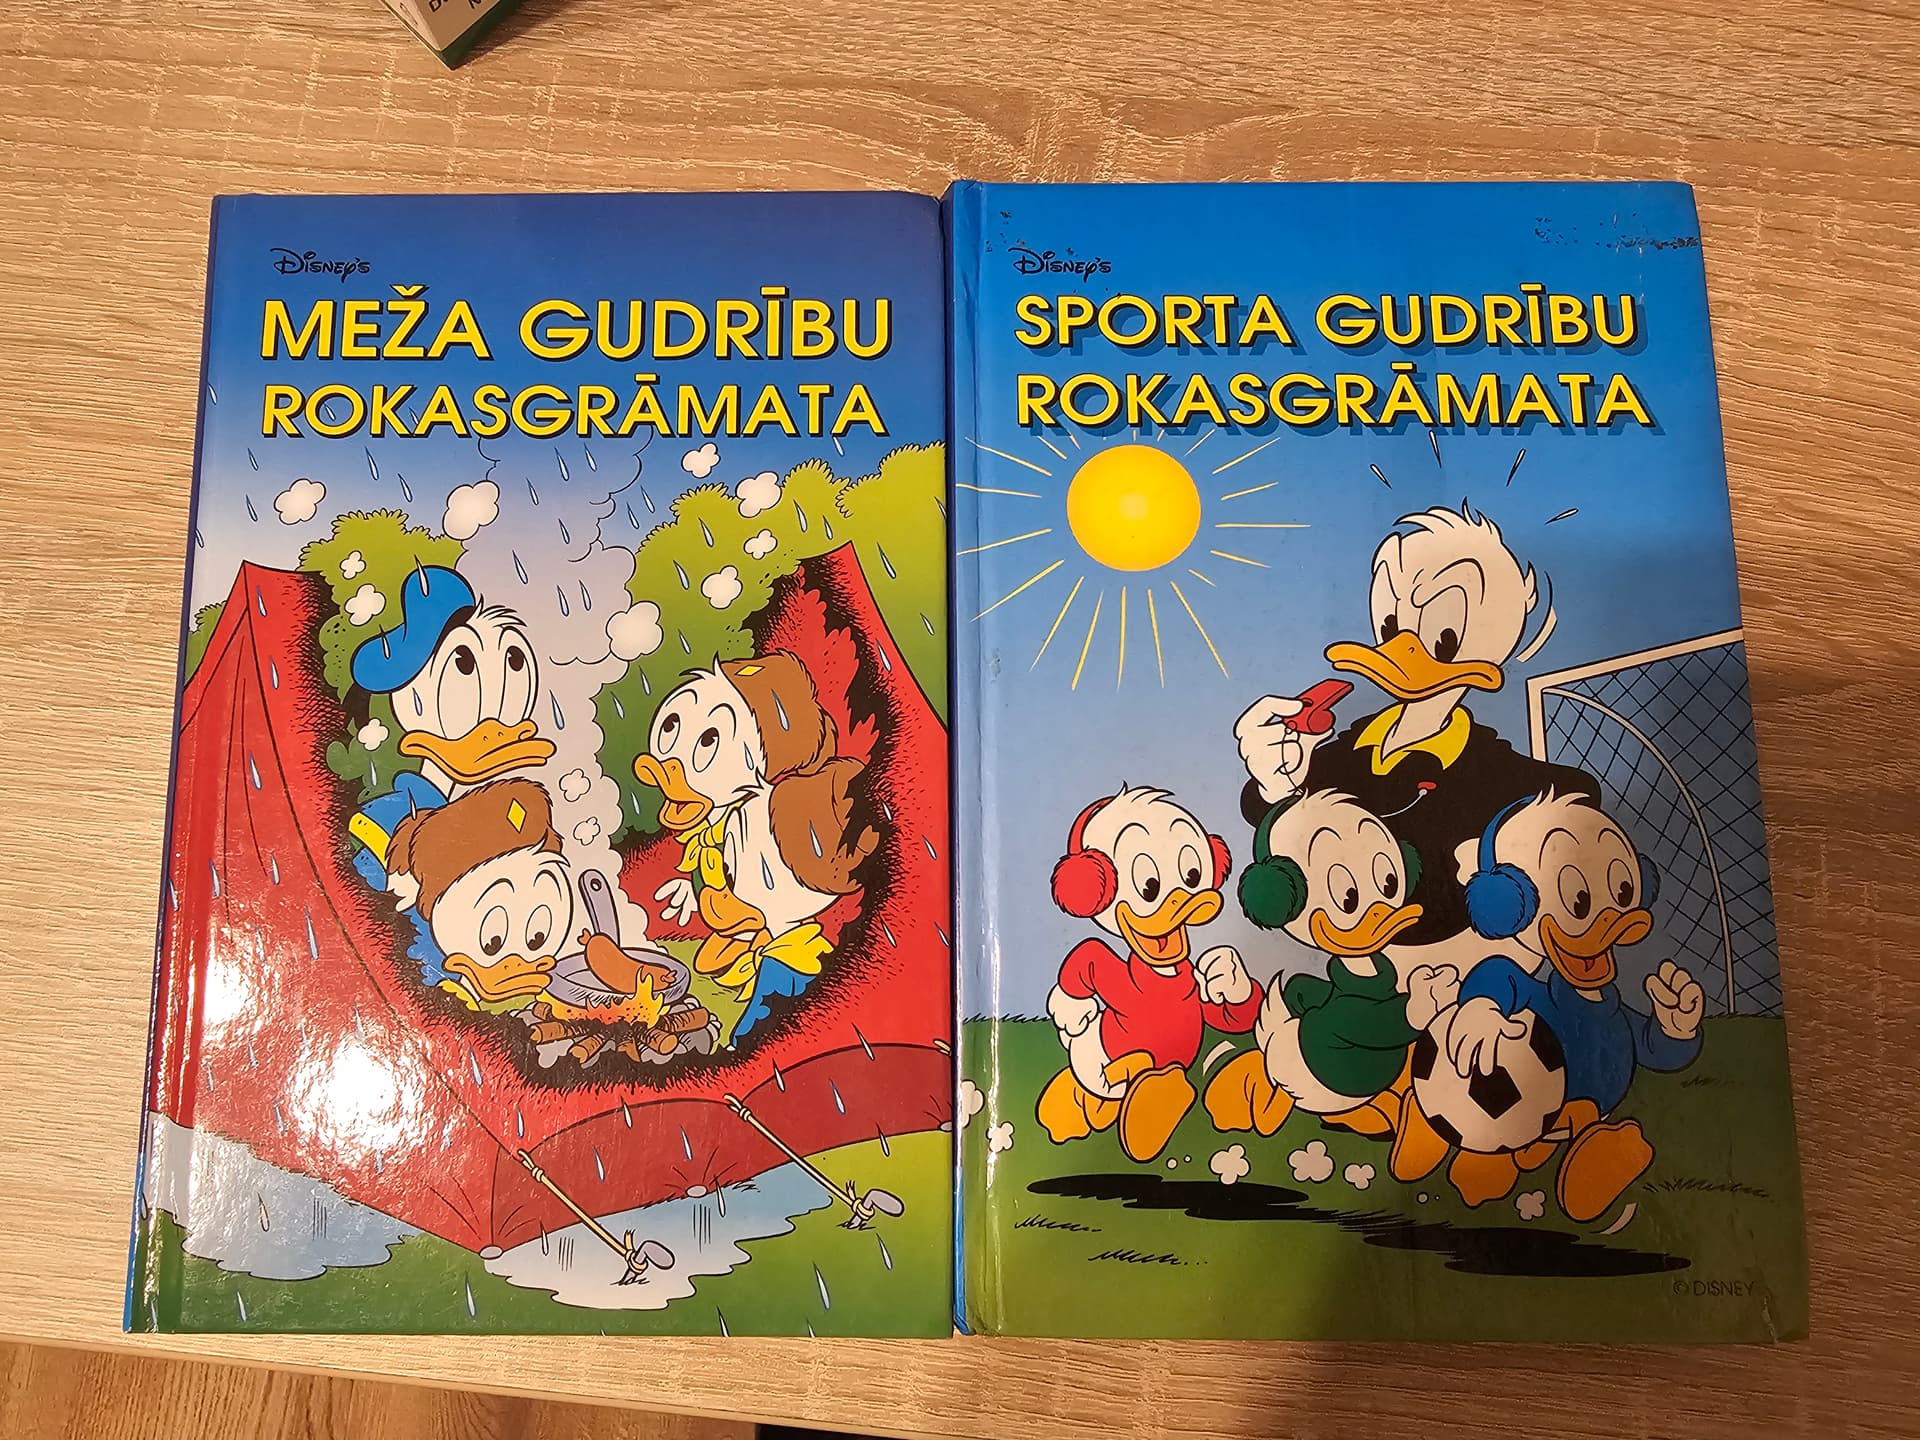 Disney's
MEŽA GUDRĪBU
ROKASGRĀMATA
Disney's
SPORTA GUDRĪBU
ROKASGRĀMATA
© DISNEY